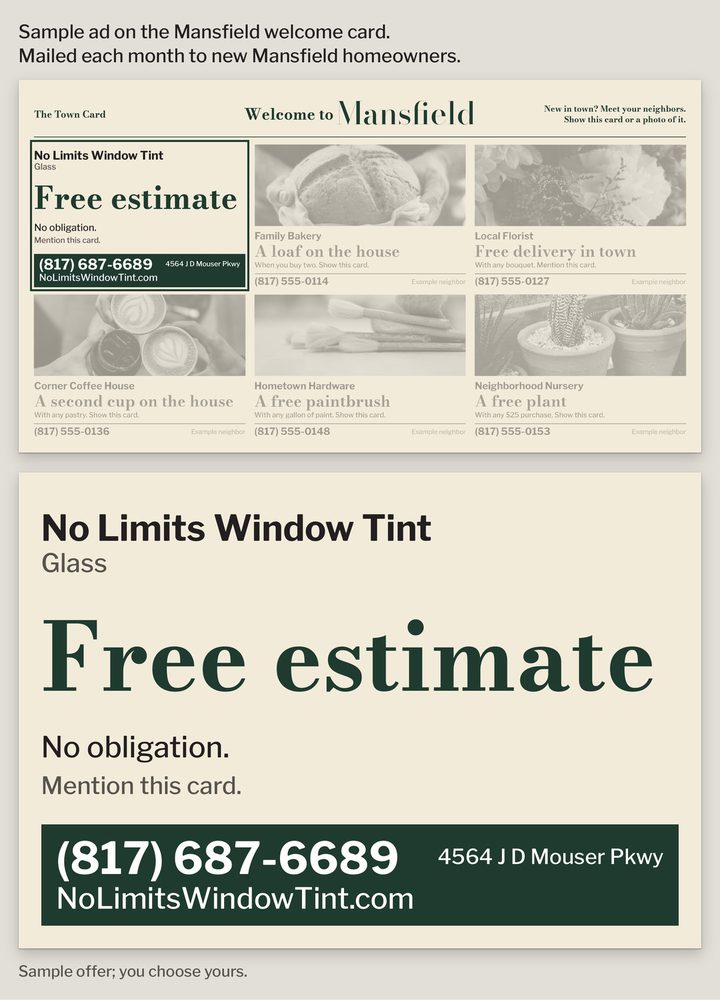 Sample ad on the Mansfield welcome card.
Mailed each month to new Mansfield homeowners.
The Town Card
Welcome to Mansfield
New in town? Meet your neighbors.
Show this card or a photo of it.
No Limits Window Tint
Glass
Free estimate
No obligation.
Mention this card.
(817) 687-6689
4564 J D Mouser Pkwy
NoLimitsWindowTint.com
Family Bakery
A loaf on the house
When you buy two. Show this card.
(817) 555-0114
Example neighbor
Local Florist
Free delivery in town
With any bouquet. Mention this card.
(817) 555-0127
Example neighbor
Corner Coffee House
A second cup on the house
With any pastry. Show this card.
(817) 555-0136
Example neighbor
Hometown Hardware
A free paintbrush
With any gallon of paint. Show this card.
(817) 555-0148
Example neighbor
Neighborhood Nursery
A free plant
With any $25 purchase. Show this card.
(817) 555-0153
Example neighbor
No Limits Window Tint
Glass
Free estimate
No obligation.
Mention this card.
(817) 687-6689
4564 J D Mouser Pkwy
NoLimitsWindowTint.com
Sample offer; you choose yours.